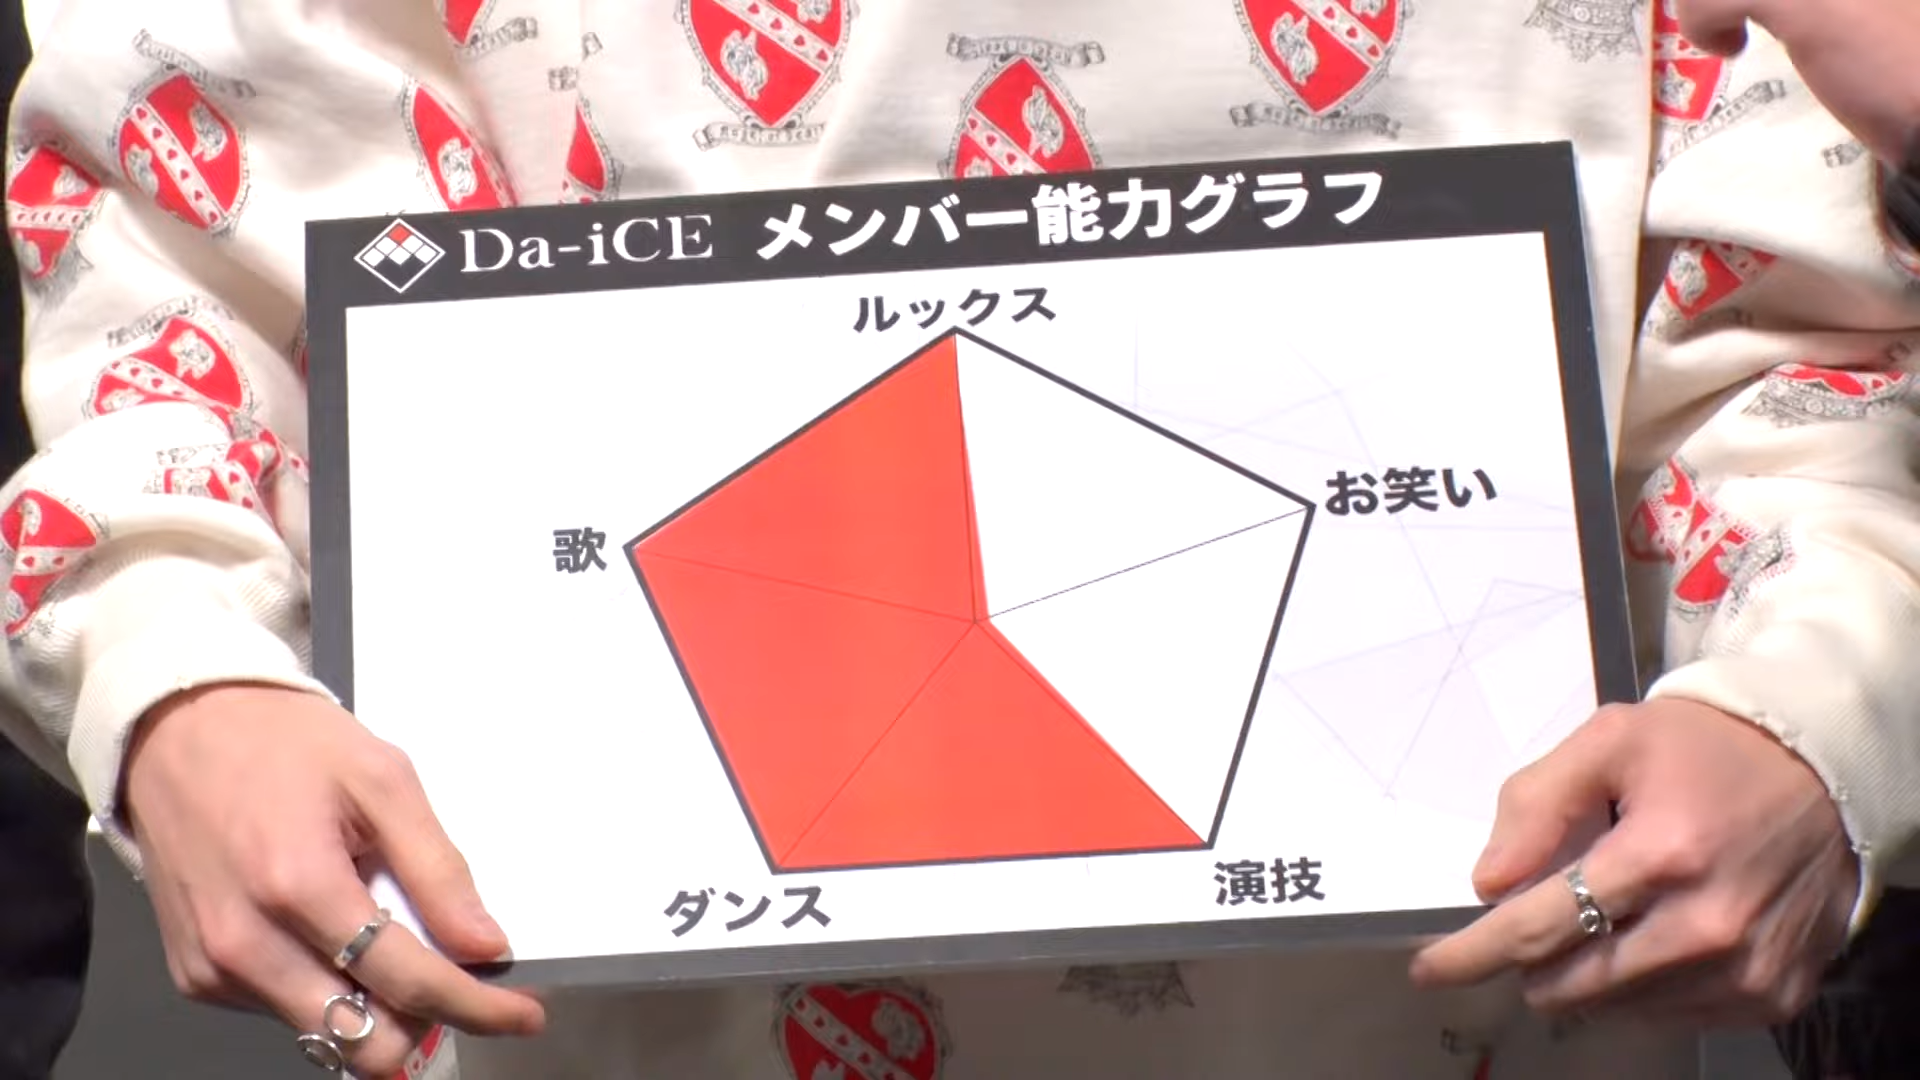 Da-iCE メンバー能力グラフ
ルックス
お笑い
歌
ダンス
演技